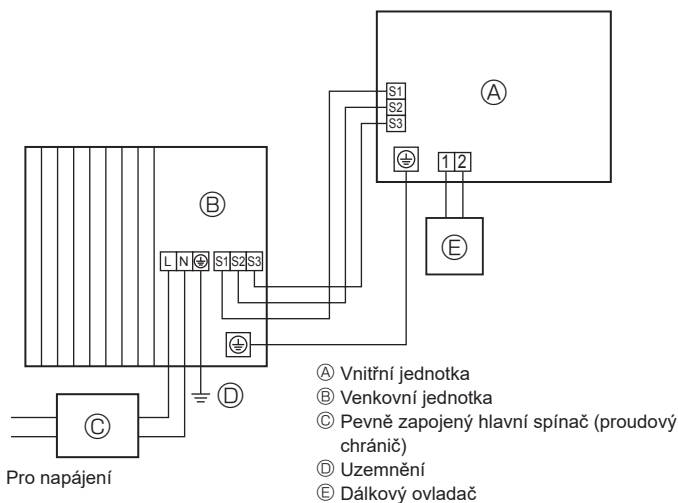 S1
S2
S3
Ⓐ
1 2
Ⓑ
Ⓔ
L N S1 S2 S3
Ⓓ
Ⓒ
Pro napájení
Ⓐ Vnitřní jednotka
Ⓑ Venkovní jednotka
Ⓒ Pevně zapojený hlavní spínač (proudový
chránič)
Ⓓ Uzemnění
Ⓔ Dálkový ovladač